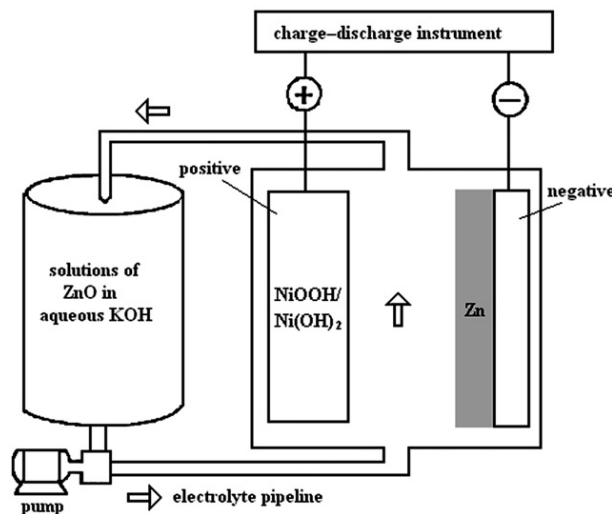 charge–discharge instrument
+
−
positive
negative
solutions of
ZnO in
aqueous KOH
NiOOH/
Ni(OH)₂
Zn
electrolyte pipeline
pump